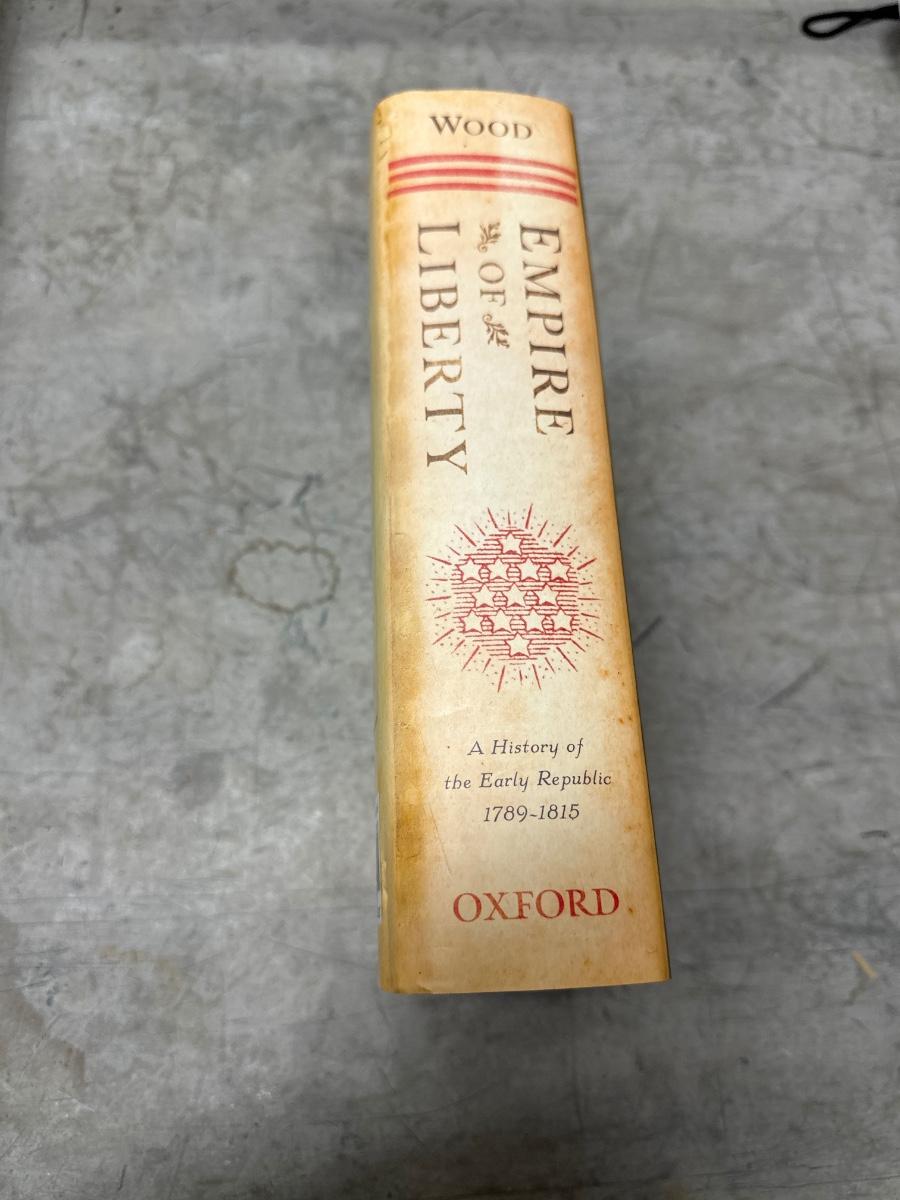 WOOD
EMPIRE
OF
LIBERTY
A History of
the Early Republic
1789-1815
OXFORD